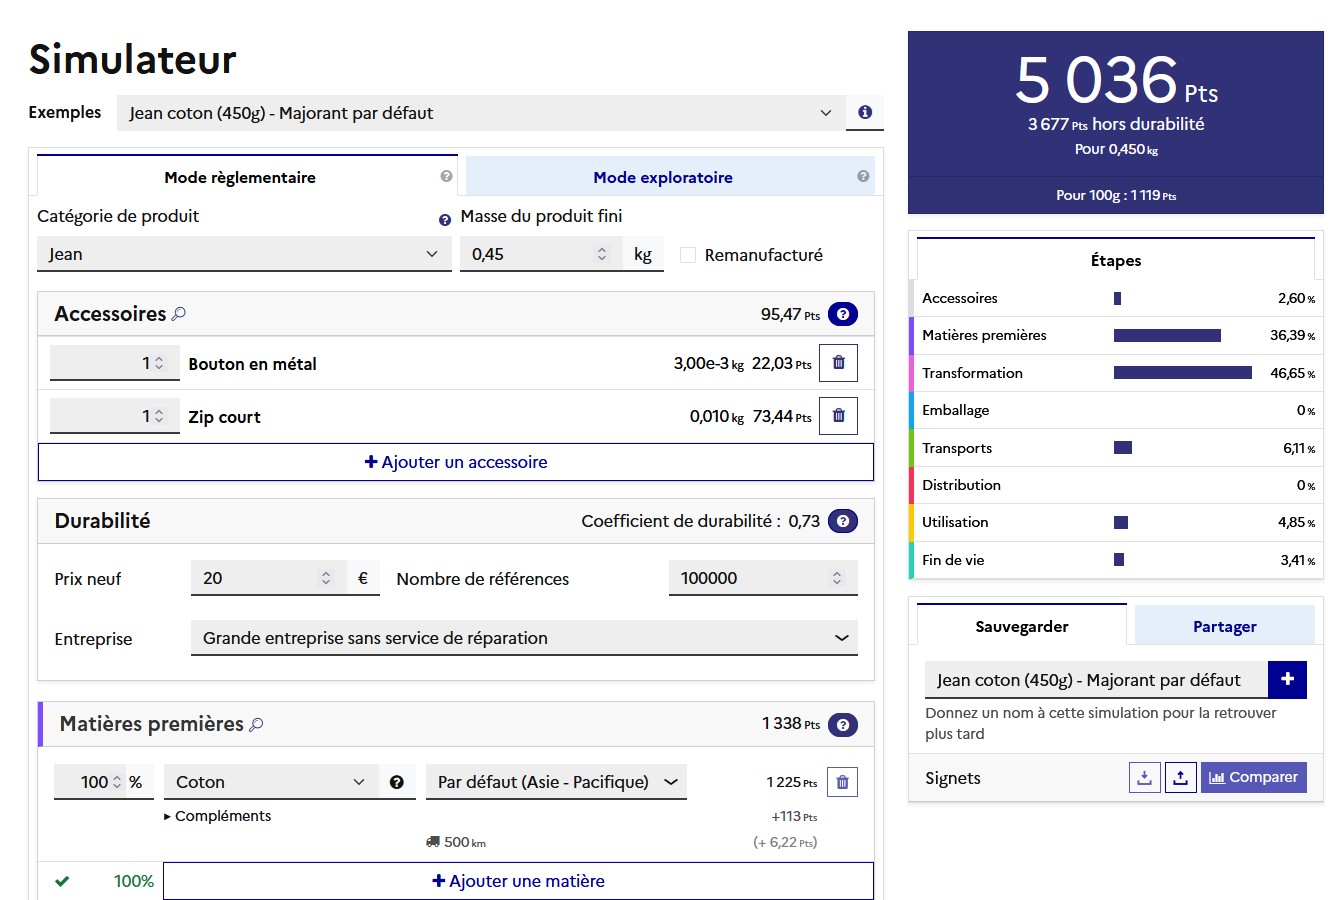 Simulateur
Exemples Jean coton (450g) - Majorant par défaut
Mode règlementaire
Mode exploratoire
Catégorie de produit
Masse du produit fini
Jean
0,45 kg
Remanufacturé
Accessoires 95,47 Pts
1 Bouton en métal 3,00e-3 kg 22,03 Pts
1 Zip court 0,010 kg 73,44 Pts
Ajouter un accessoire
Durabilité Coefficient de durabilité : 0,73
Prix neuf 20 € Nombre de références 100000
Entreprise Grande entreprise sans service de réparation
Matières premières 1 338 Pts
100 % Coton Par défaut (Asie - Pacifique) 1 225 Pts
Compléments +113 Pts
500 km (+ 6,22 Pts)
100% Ajouter une matière
5 036 Pts
3 677 Pts hors durabilité
Pour 0,450 kg
Pour 100g : 1 119 Pts
Étapes
Accessoires 2,60 %
Matières premières 36,39 %
Transformation 46,65 %
Emballage 0 %
Transports 6,11 %
Distribution 0 %
Utilisation 4,85 %
Fin de vie 3,41 %
Sauvegarder
Partager
Jean coton (450g) - Majorant par défaut
Donnez un nom à cette simulation pour la retrouver
plus tard
Signets Comparer